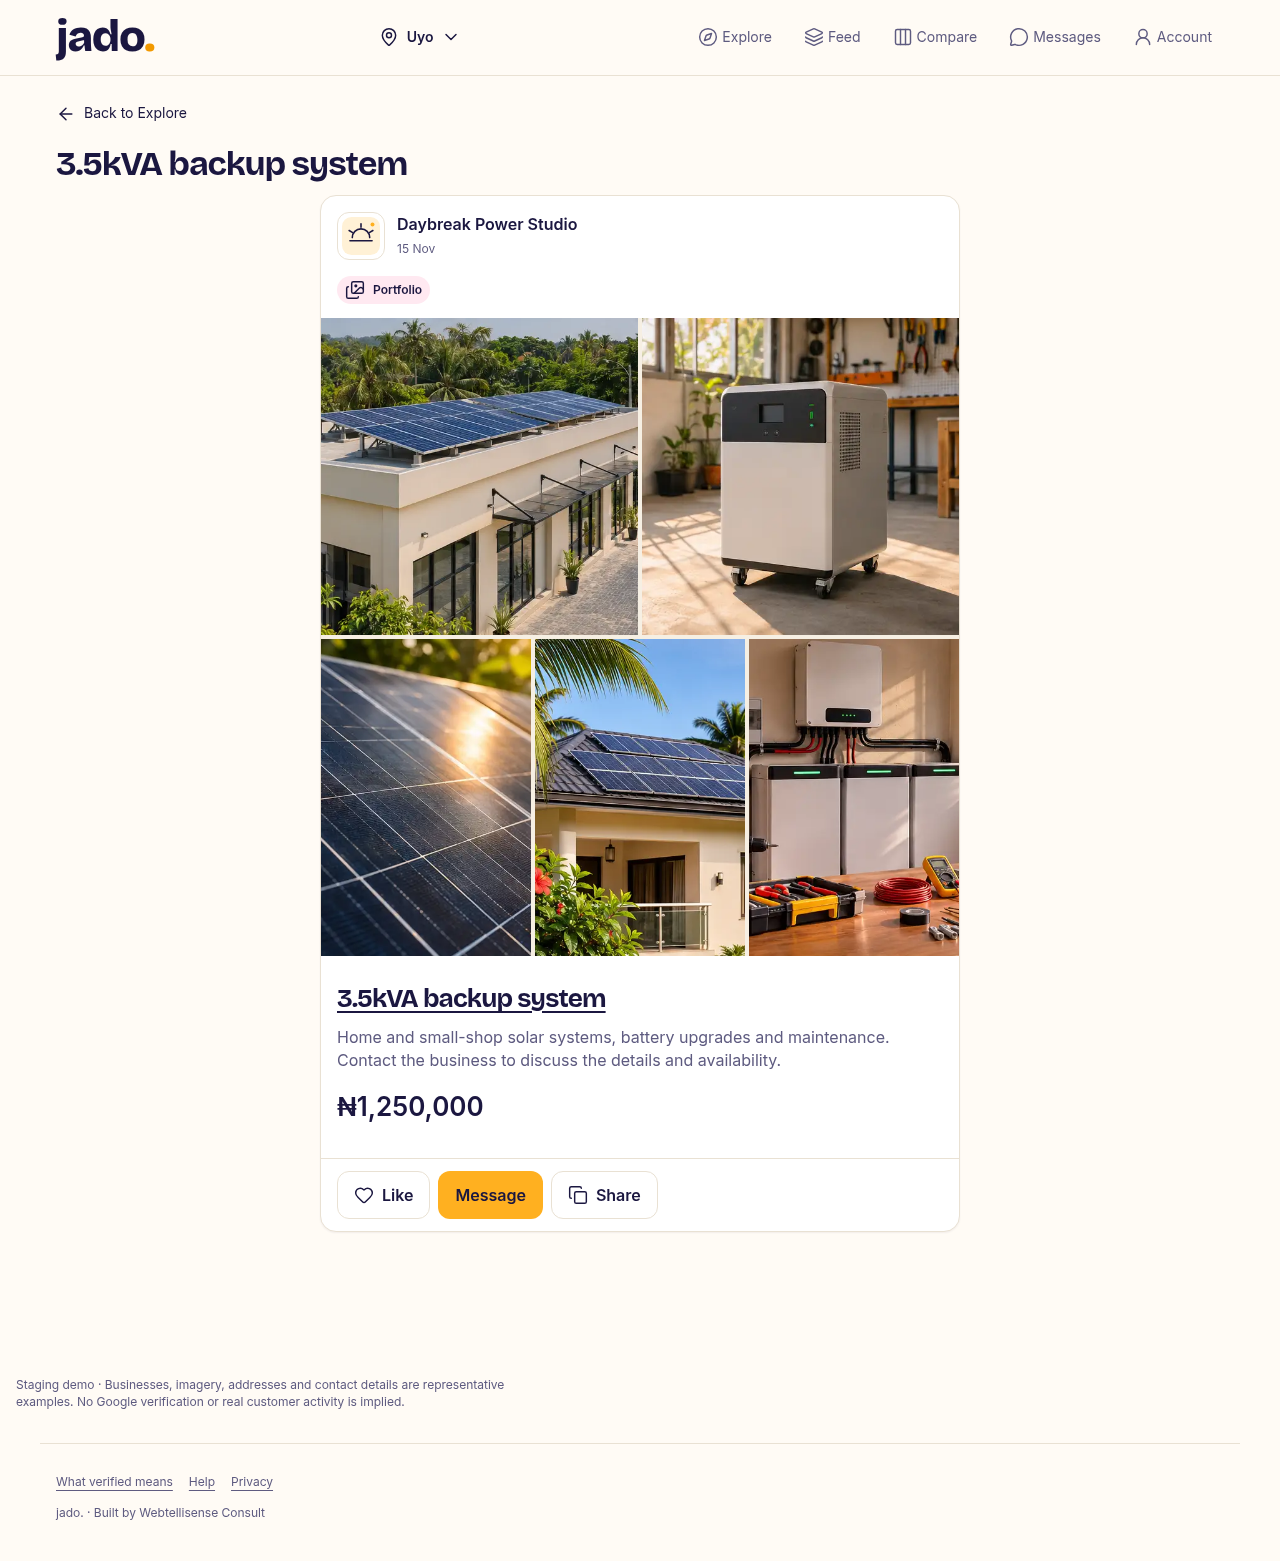 jado.
Uyo
Explore
Feed
Compare
Messages
Account
Back to Explore
3.5kVA backup system
Daybreak Power Studio
15 Nov
Portfolio
3.5kVA backup system
Home and small-shop solar systems, battery upgrades and maintenance.
Contact the business to discuss the details and availability.
₦1,250,000
Like
Message
Share
Staging demo · Businesses, imagery, addresses and contact details are representative
examples. No Google verification or real customer activity is implied.
What verified means
Help
Privacy
jado. · Built by Webtellisense Consult